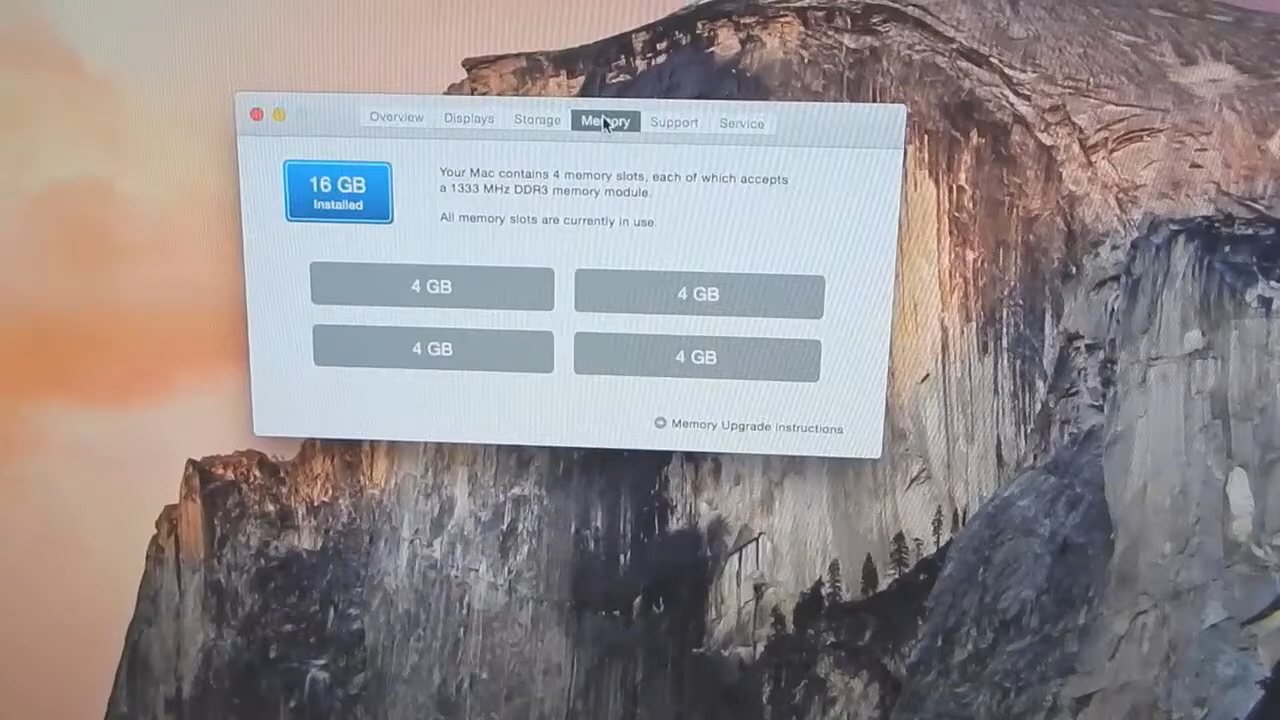 Overview Displays Storage Memory Support Service
16 GB
Installed
Your Mac contains 4 memory slots, each of which accepts
a 1333 MHz DDR3 memory module.
All memory slots are currently in use.
4 GB 4 GB
4 GB 4 GB
Memory Upgrade Instructions